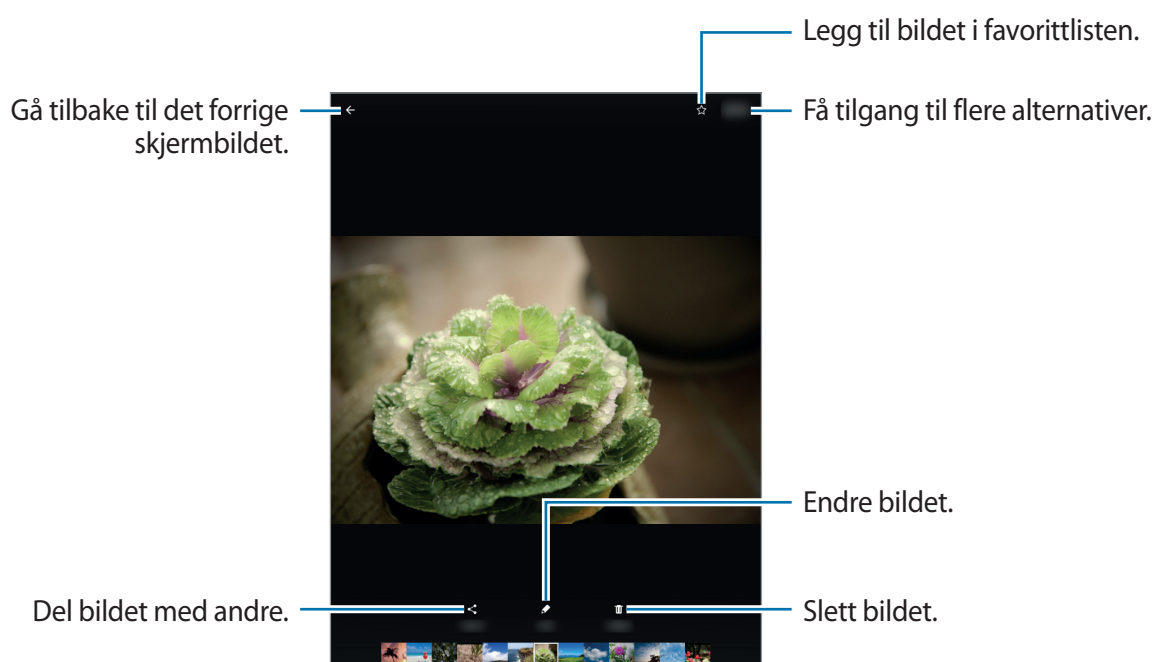 Legg til bildet i favorittlisten.
Gå tilbake til det forrige
skjermbildet.
Få tilgang til flere alternativer.
Endre bildet.
Del bildet med andre.
Slett bildet.